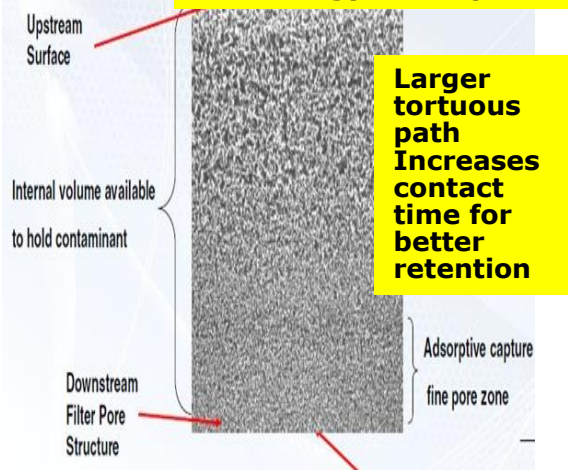 Upstream
Surface
Larger
tortuous
path
Increases
contact
time for
better
retention
Internal volume available
to hold contaminant
Adsorptive capture
fine pore zone
Downstream
Filter Pore
Structure